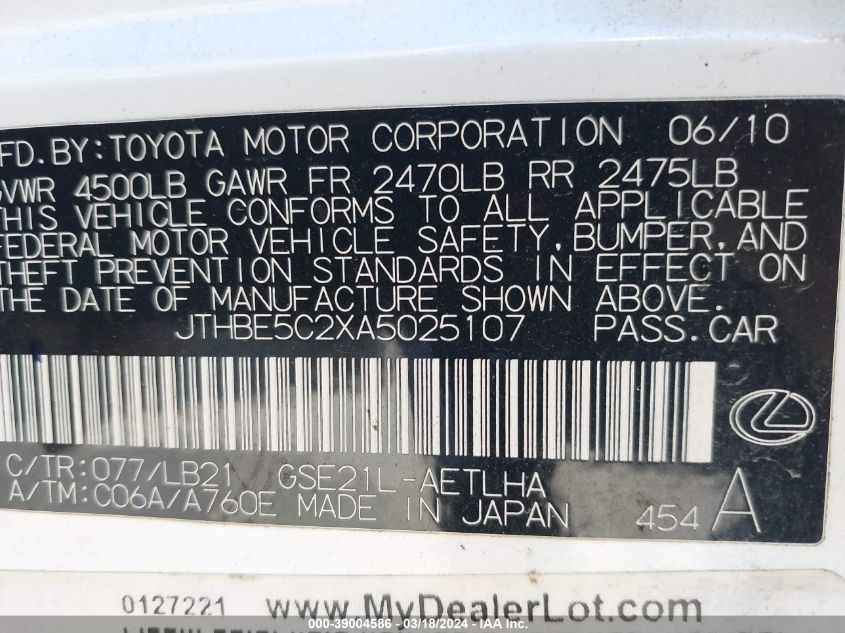 FD. BY: TOYOTA MOTOR CORPORATION 06/10
GVWR 4500LB GAWR FR 2470LB RR 2475LB
THIS VEHICLE CONFORMS TO ALL APPLICABLE
FEDERAL MOTOR VEHICLE SAFETY, BUMPER, AND
THEFT PREVENTION STANDARDS IN EFFECT ON
THE DATE OF MANUFACTURE SHOWN ABOVE.
JTHBE5C2XA5025107 PASS. CAR
C/TR: 077/LB21 GSE21L-AETLHA
A/TM: C06A/A760E MADE IN JAPAN 454 A
0127221 www.MyDealerLot.com
000-39004586 - 03/18/2024 - IAA Inc.